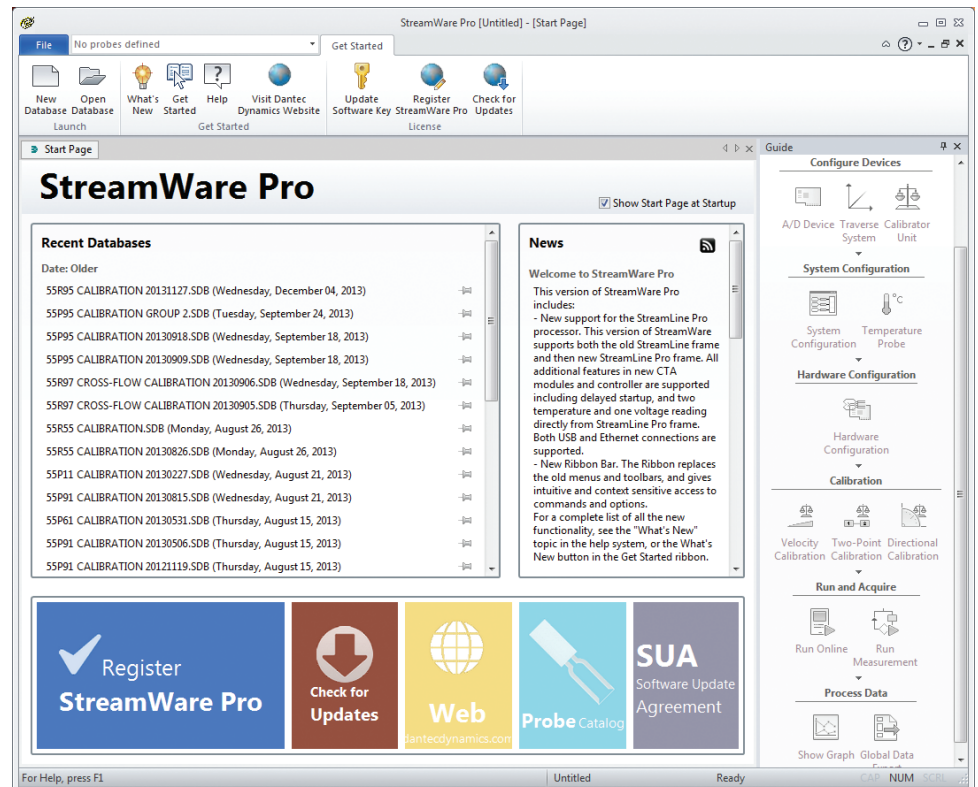 StreamWare Pro [Untitled] - [Start Page]
File
No probes defined
Get Started
New Database
Open Database
What's New
Get Started
Help
Visit Dantec Dynamics Website
Update Software Key
Register StreamWare Pro
Check for Updates
Launch
Get Started
License
Start Page
StreamWare Pro
Show Start Page at Startup
Recent Databases
Date: Older
55R95 CALIBRATION 20131127.SDB (Wednesday, December 04, 2013)
55P95 CALIBRATION GROUP 2.SDB (Tuesday, September 24, 2013)
55P95 CALIBRATION 20130918.SDB (Wednesday, September 18, 2013)
55P95 CALIBRATION 20130909.SDB (Wednesday, September 18, 2013)
55R97 CROSS-FLOW CALIBRATION 20130906.SDB (Wednesday, September 18, 2013)
55R97 CROSS-FLOW CALIBRATION 20130905.SDB (Thursday, September 05, 2013)
55R55 CALIBRATION.SDB (Monday, August 26, 2013)
55R55 CALIBRATION 20130826.SDB (Monday, August 26, 2013)
55P11 CALIBRATION 20130227.SDB (Wednesday, August 21, 2013)
55P91 CALIBRATION 20130815.SDB (Wednesday, August 21, 2013)
55P61 CALIBRATION 20130531.SDB (Thursday, August 15, 2013)
55P91 CALIBRATION 20130506.SDB (Thursday, August 15, 2013)
55P91 CALIBRATION 20121119.SDB (Thursday, August 15, 2013)
News
Welcome to StreamWare Pro
This version of StreamWare Pro
includes:
- New support for the StreamLine Pro
processor. This version of StreamWare
supports both the old StreamLine frame
and then new StreamLine Pro frame. All
additional features in new CTA
modules and controller are supported
including delayed startup, and two
temperature and one voltage reading
directly from StreamLine Pro frame.
Both USB and Ethernet connections are
supported.
- New Ribbon Bar. The Ribbon replaces
the old menus and toolbars, and gives
intuitive and context sensitive access to
commands and options.
For a complete list of all the new
functionality, see the "What's New"
topic in the help system, or the What's
New button in the Get Started ribbon.
Register
StreamWare Pro
Check for
Updates
Web
dantecdynamics.com
Probe Catalog
SUA
Software Update
Agreement
Guide
Configure Devices
A/D Device
Traverse System
Calibrator Unit
System Configuration
°C
System Configuration
Temperature Probe
Hardware Configuration
Hardware
Configuration
Calibration
Velocity Calibration
Two-Point Calibration
Directional Calibration
Run and Acquire
Run Online
Run Measurement
Process Data
Show Graph
Global Data
For Help, press F1
Untitled
Ready
CAP
NUM
SCRL